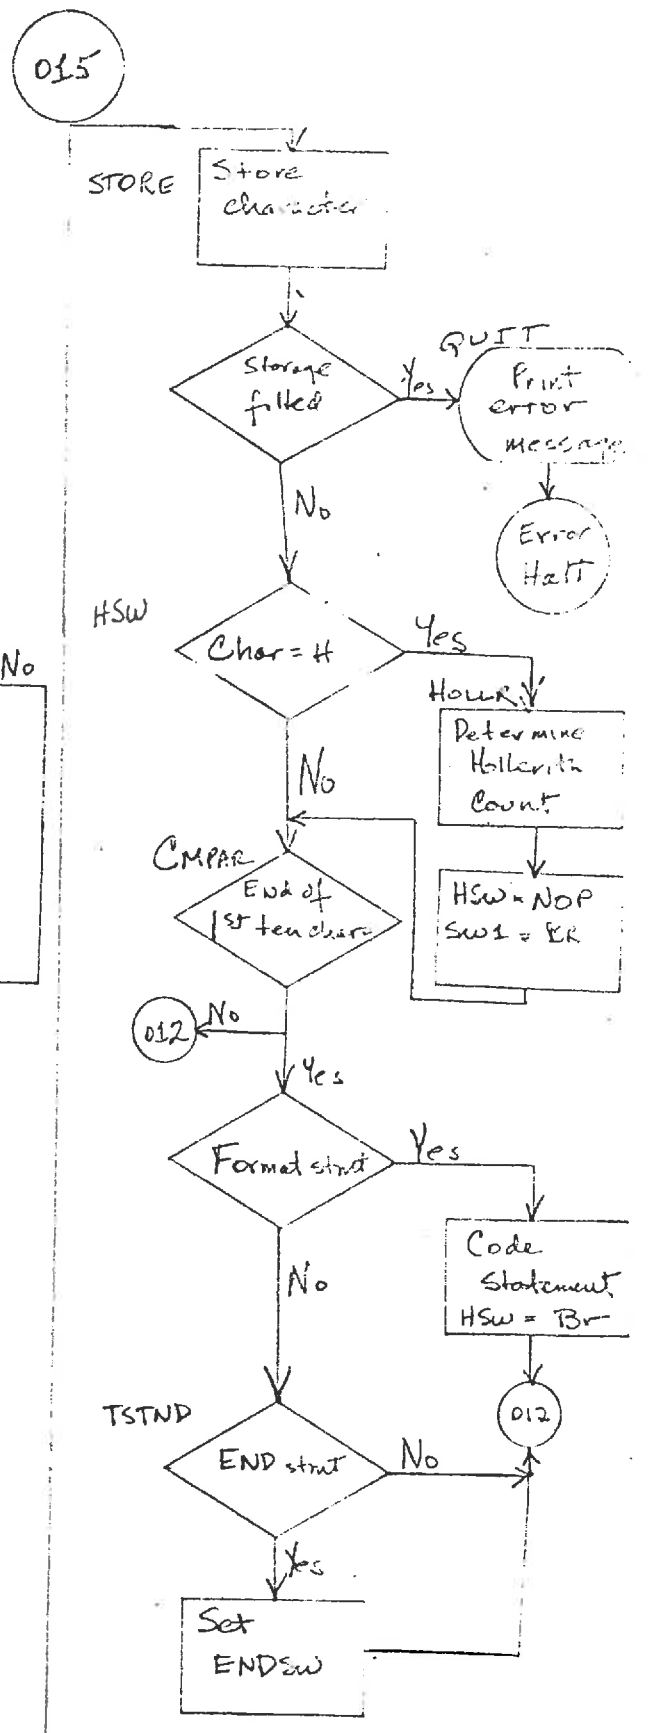 015
STORE
Store
character
Storage
filled
Yes
QUIT
Print
error
message
No
Error
Halt
HSW
Char = H
Yes
No
HOLLR
Determine
Hollerith
Count
No
CMPAR
End of
1st ten chars
HSW = NOP
SW1 =
012
No
Yes
Format stmt
Yes
Code
Statement
HSW = Br
No
012
TSTND
END stmt
No
Yes
Set
ENDSW